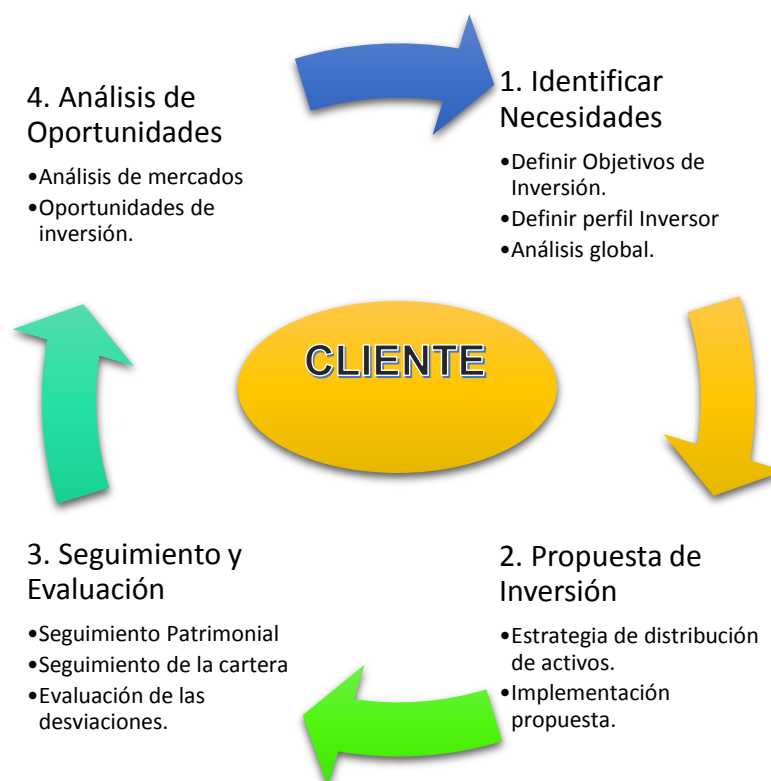 1. Identificar
Necesidades
•Definir Objetivos de
Inversión.
•Definir perfil Inversor
•Análisis global.
2. Propuesta de
Inversión
•Estrategia de distribución
de activos.
•Implementación
propuesta.
3. Seguimiento y
Evaluación
•Seguimiento Patrimonial
•Seguimiento de la cartera
•Evaluación de las
desviaciones.
4. Análisis de
Oportunidades
•Análisis de mercados
•Oportunidades de
inversión.
CLIENTE